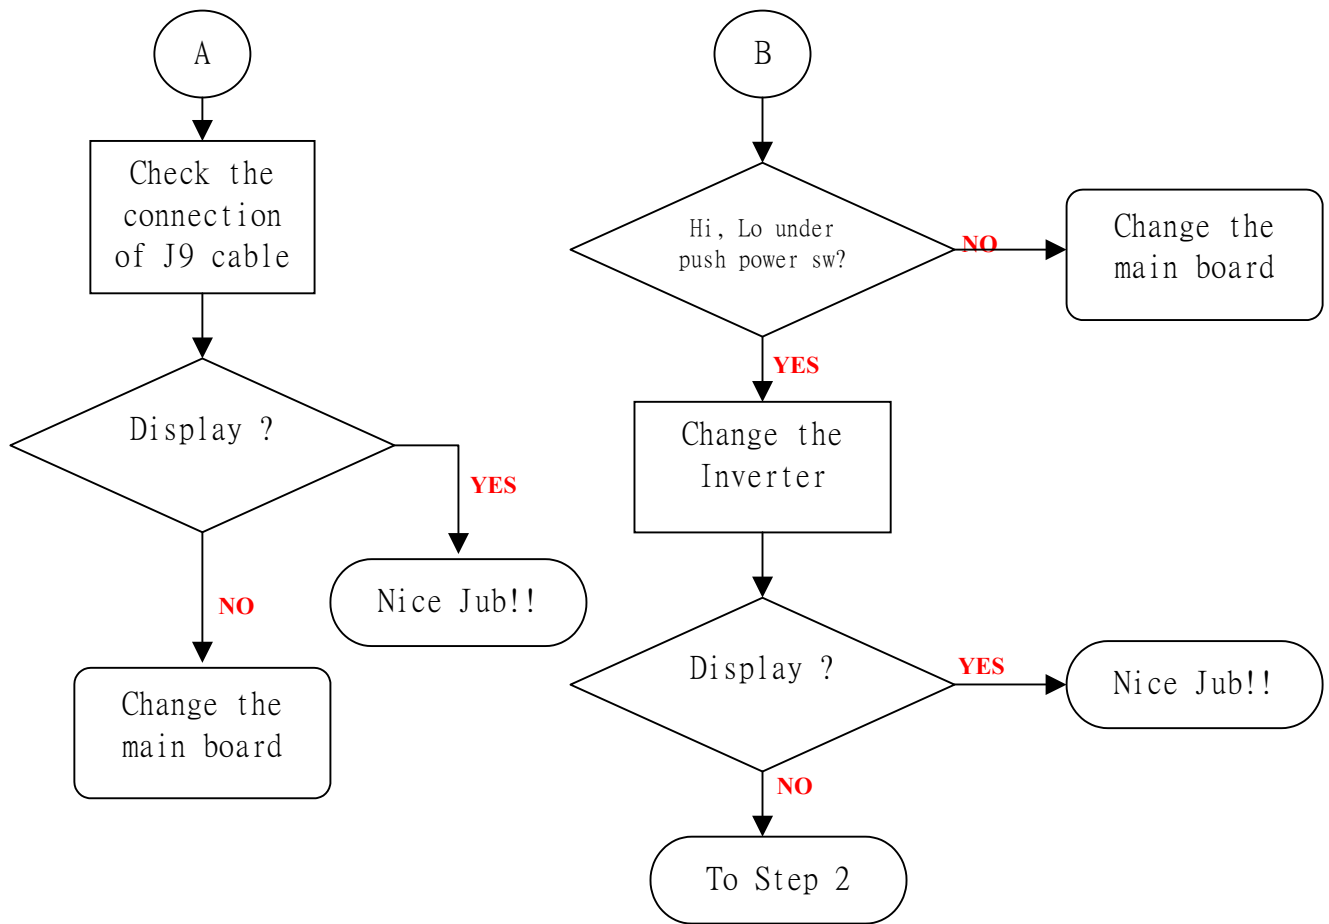 A
Check the
connection
of J9 cable
Display ?
YES
Nice Jub!!
NO
Change the
main board
B
Hi, Lo under
push power sw?
NO
Change the
main board
YES
Change the
Inverter
Display ?
YES
Nice Jub!!
NO
To Step 2